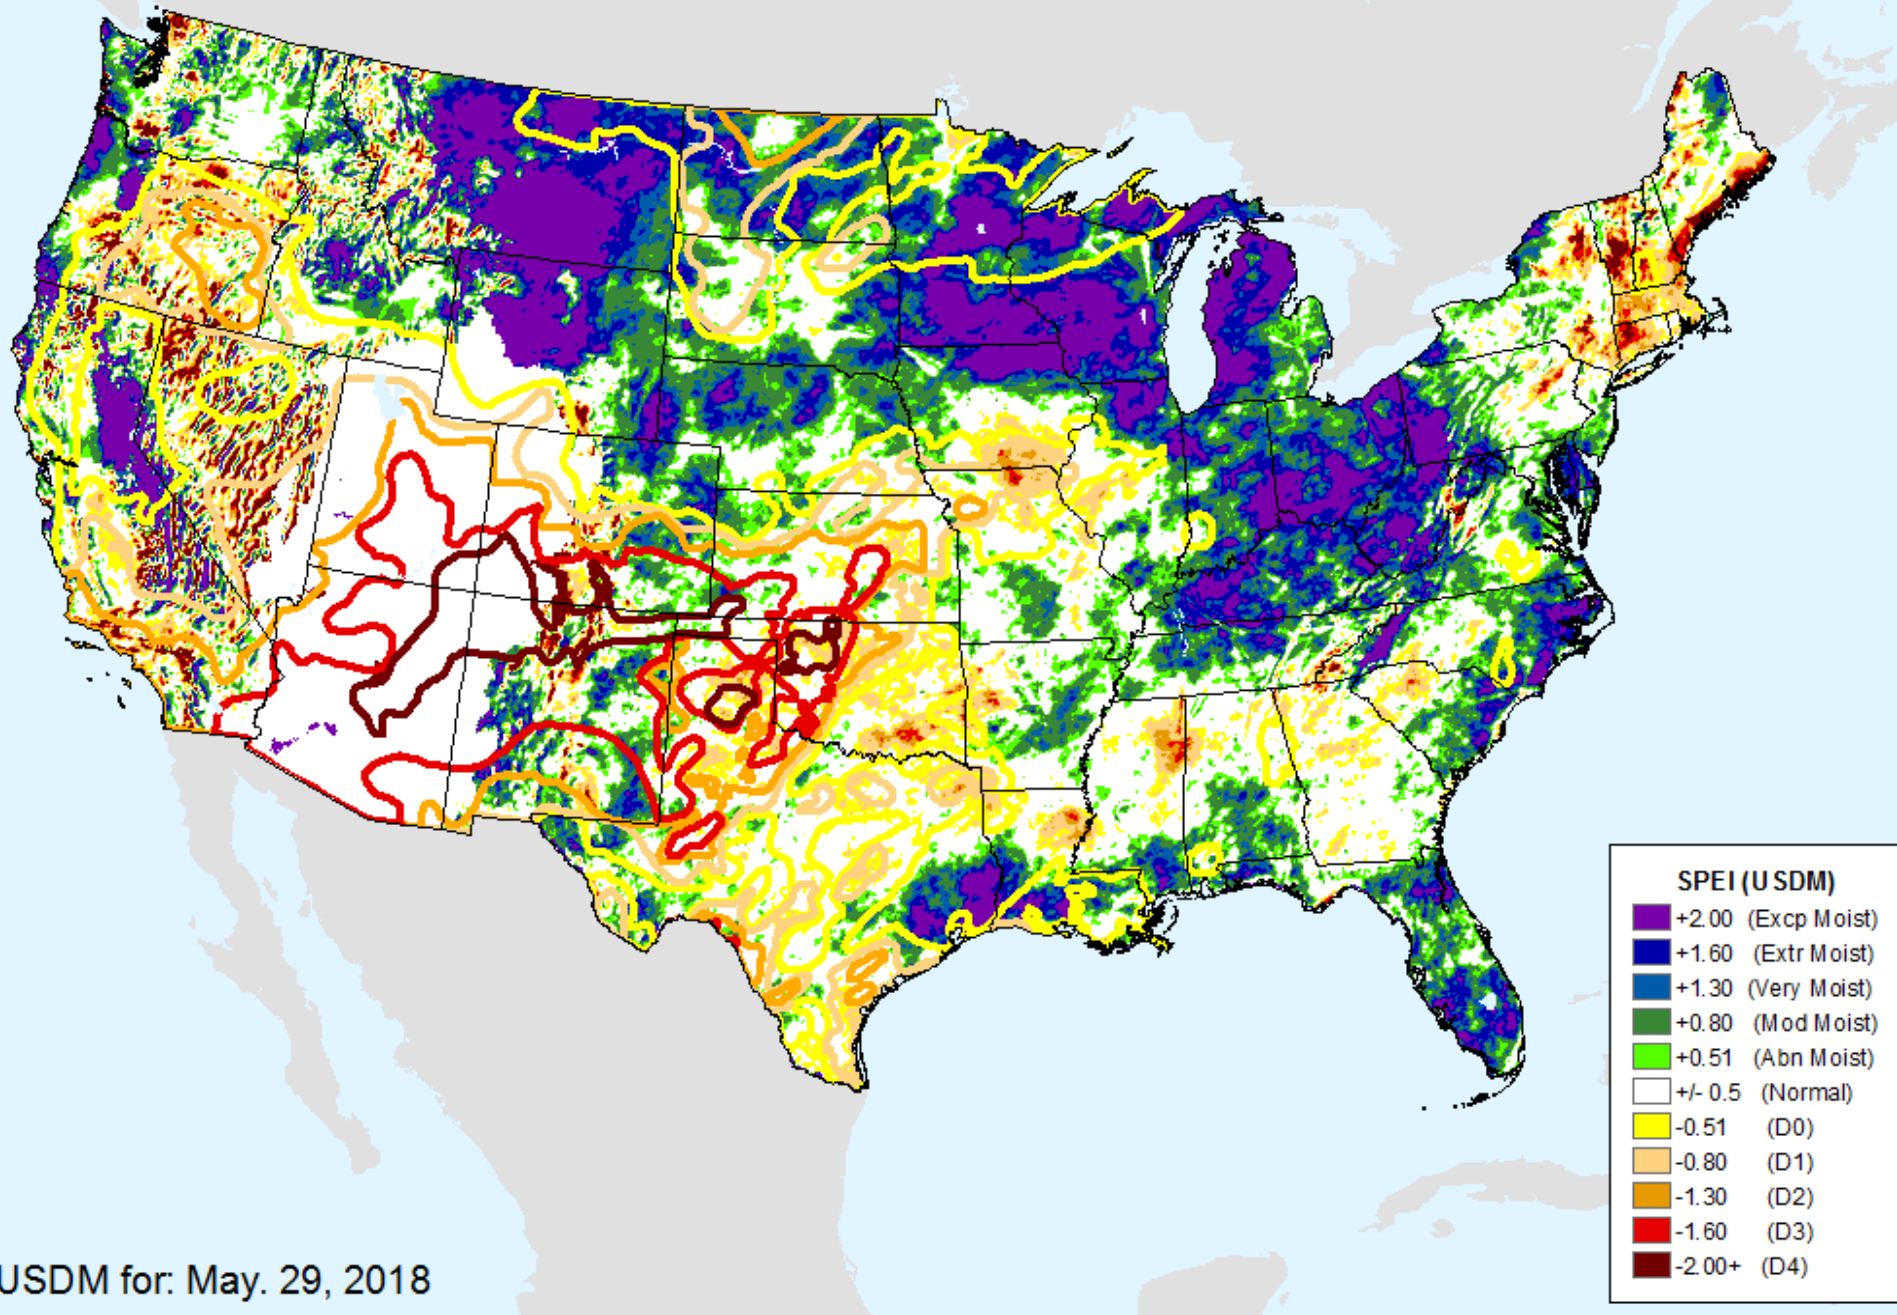 SPEI (USDM)
+2.00 (Excp Moist)
+1.60 (Extr Moist)
+1.30 (Very Moist)
+0.80 (Mod Moist)
+0.51 (Abn Moist)
+/- 0.5 (Normal)
-0.51 (D0)
-0.80 (D1)
-1.30 (D2)
-1.60 (D3)
-2.00+ (D4)
USDM for: May. 29, 2018